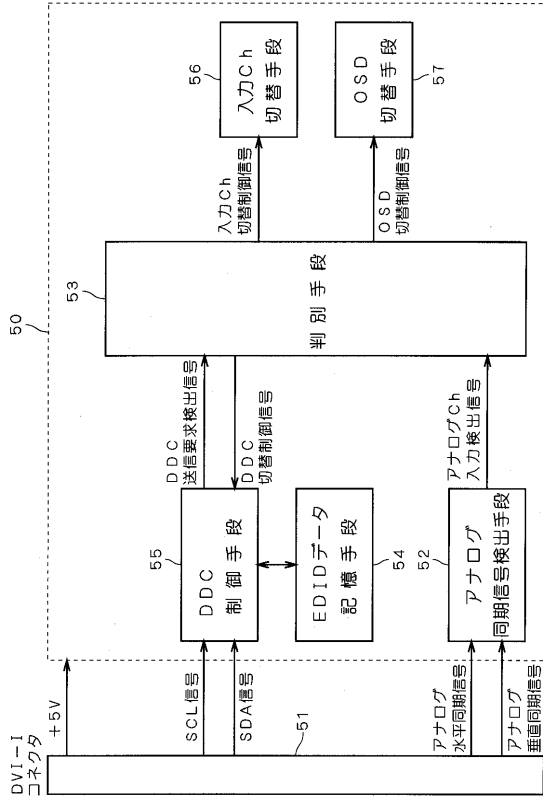 50
DVI－I
コネクタ
＋5V
51
SCL信号
SDA信号
アナログ
水平同期信号
アナログ
垂直同期信号
55
DDC
制御手段
EDIDデータ
記憶手段
54
52
アナログ
同期信号検出手段
DDC
送信要求検出信号
DDC
切替制御信号
アナログCh
入力検出信号
53
判別手段
入力Ch
切替制御信号
OSD
切替制御信号
56
入力Ch
切替手段
OSD
切替手段
57